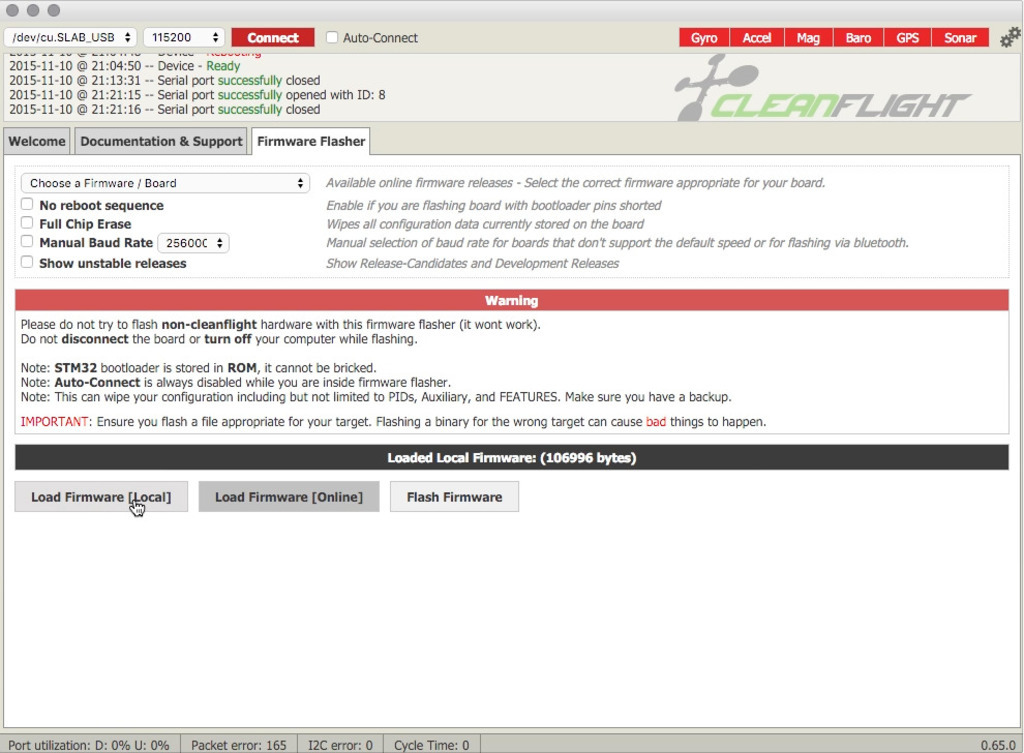 /dev/cu.SLAB_USB 115200 Connect Auto-Connect Gyro Accel Mag Baro GPS Sonar
2015-11-10 @ 21:04:50 -- Device - Ready
2015-11-10 @ 21:13:31 -- Serial port successfully closed
2015-11-10 @ 21:21:15 -- Serial port successfully opened with ID: 8
2015-11-10 @ 21:21:16 -- Serial port successfully closed
CLEANFLIGHT
Welcome Documentation & Support Firmware Flasher
Choose a Firmware / Board Available online firmware releases - Select the correct firmware appropriate for your board.
No reboot sequence Enable if you are flashing board with bootloader pins shorted
Full Chip Erase Wipes all configuration data currently stored on the board
Manual Baud Rate 256000 Manual selection of baud rate for boards that don't support the default speed or for flashing via bluetooth.
Show unstable releases Show Release-Candidates and Development Releases
Warning
Please do not try to flash non-cleanflight hardware with this firmware flasher (it wont work).
Do not disconnect the board or turn off your computer while flashing.
Note: STM32 bootloader is stored in ROM, it cannot be bricked.
Note: Auto-Connect is always disabled while you are inside firmware flasher.
Note: This can wipe your configuration including but not limited to PIDs, Auxiliary, and FEATURES. Make sure you have a backup.
IMPORTANT: Ensure you flash a file appropriate for your target. Flashing a binary for the wrong target can cause bad things to happen.
Loaded Local Firmware: (106996 bytes)
Load Firmware [Local] Load Firmware [Online] Flash Firmware
Port utilization: D: 0% U: 0% Packet error: 165 I2C error: 0 Cycle Time: 0 0.65.0